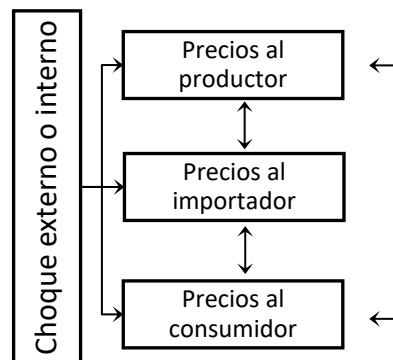 Choque externo o interno
Precios al
productor
Precios al
importador
Precios al
consumidor